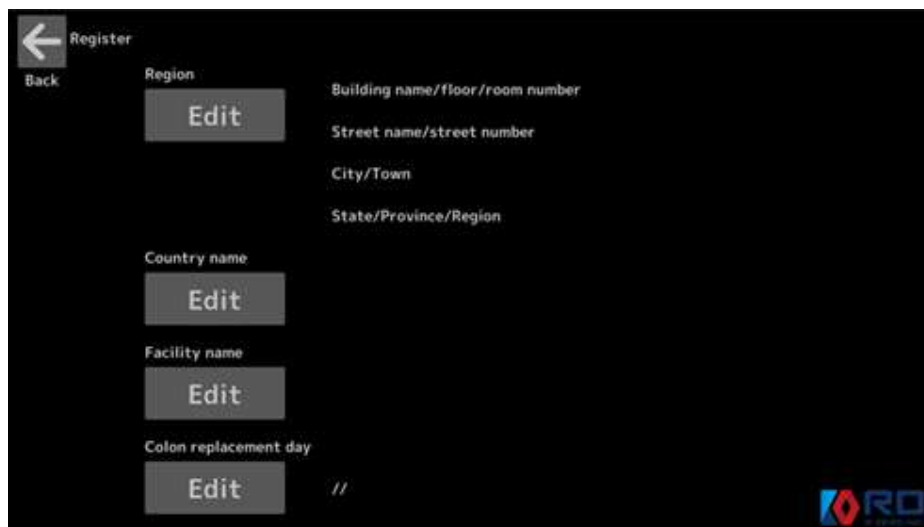 Register
Back
Region
Edit
Building name/floor/room number
Street name/street number
City/Town
State/Province/Region
Country name
Edit
Facility name
Edit
Colon replacement day
Edit
//
RO